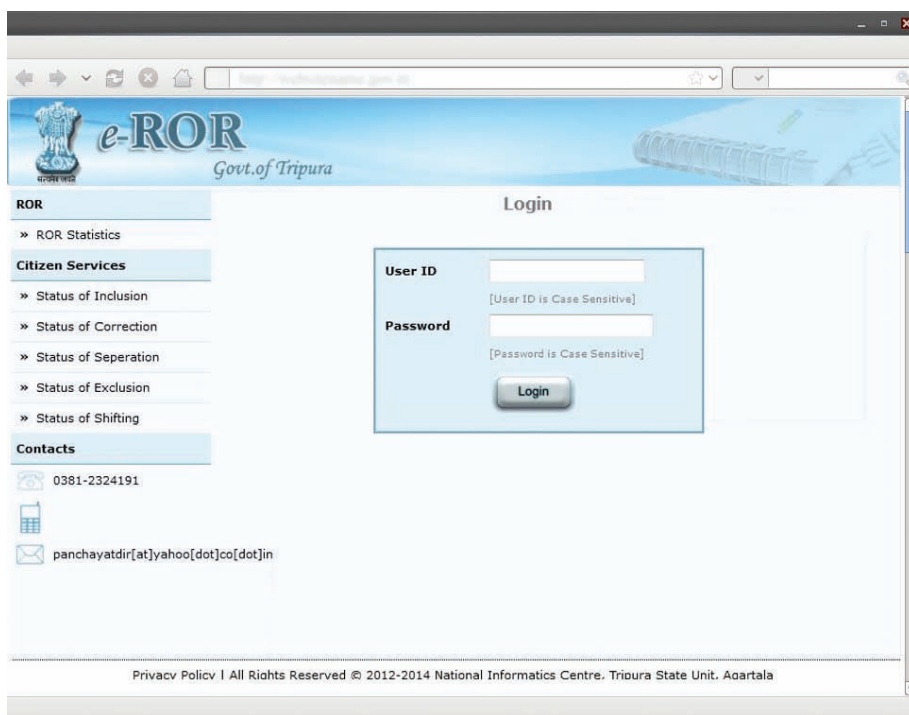 e-ROR
Govt.of Tripura
सत्यमेव जयते
ROR
» ROR Statistics
Citizen Services
» Status of Inclusion
» Status of Correction
» Status of Seperation
» Status of Exclusion
» Status of Shifting
Contacts
0381-2324191
panchayatdir[at]yahoo[dot]co[dot]in
Login
User ID
[User ID is Case Sensitive]
Password
[Password is Case Sensitive]
Login
Privacy Policy | All Rights Reserved © 2012-2014 National Informatics Centre, Tripura State Unit, Agartala